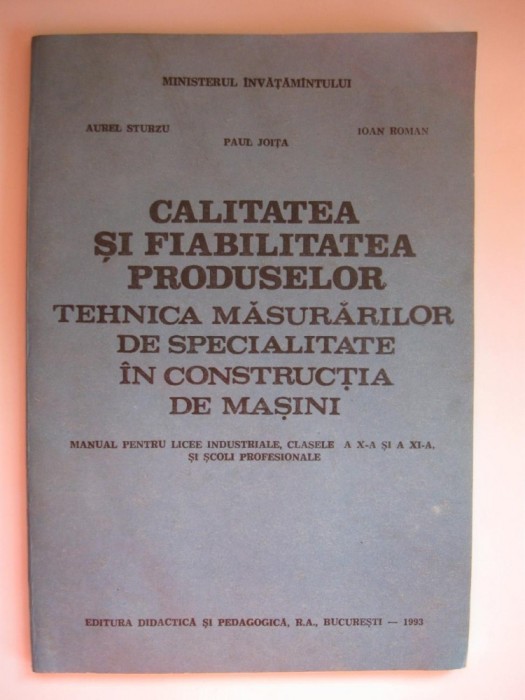 MINISTERUL ÎNVĂȚĂMÎNTULUI
AUREL STURZU
PAUL JOIȚA
IOAN ROMAN
CALITATEA
ȘI FIABILITATEA
PRODUSELOR
TEHNICA MĂSURĂRILOR
DE SPECIALITATE
ÎN CONSTRUCȚIA
DE MAȘINI
MANUAL PENTRU LICEE INDUSTRIALE, CLASELE A X-A ȘI A XI-A,
ȘI ȘCOLI PROFESIONALE
EDITURA DIDACTICĂ ȘI PEDAGOGICĂ, R.A., BUCUREȘTI — 1993